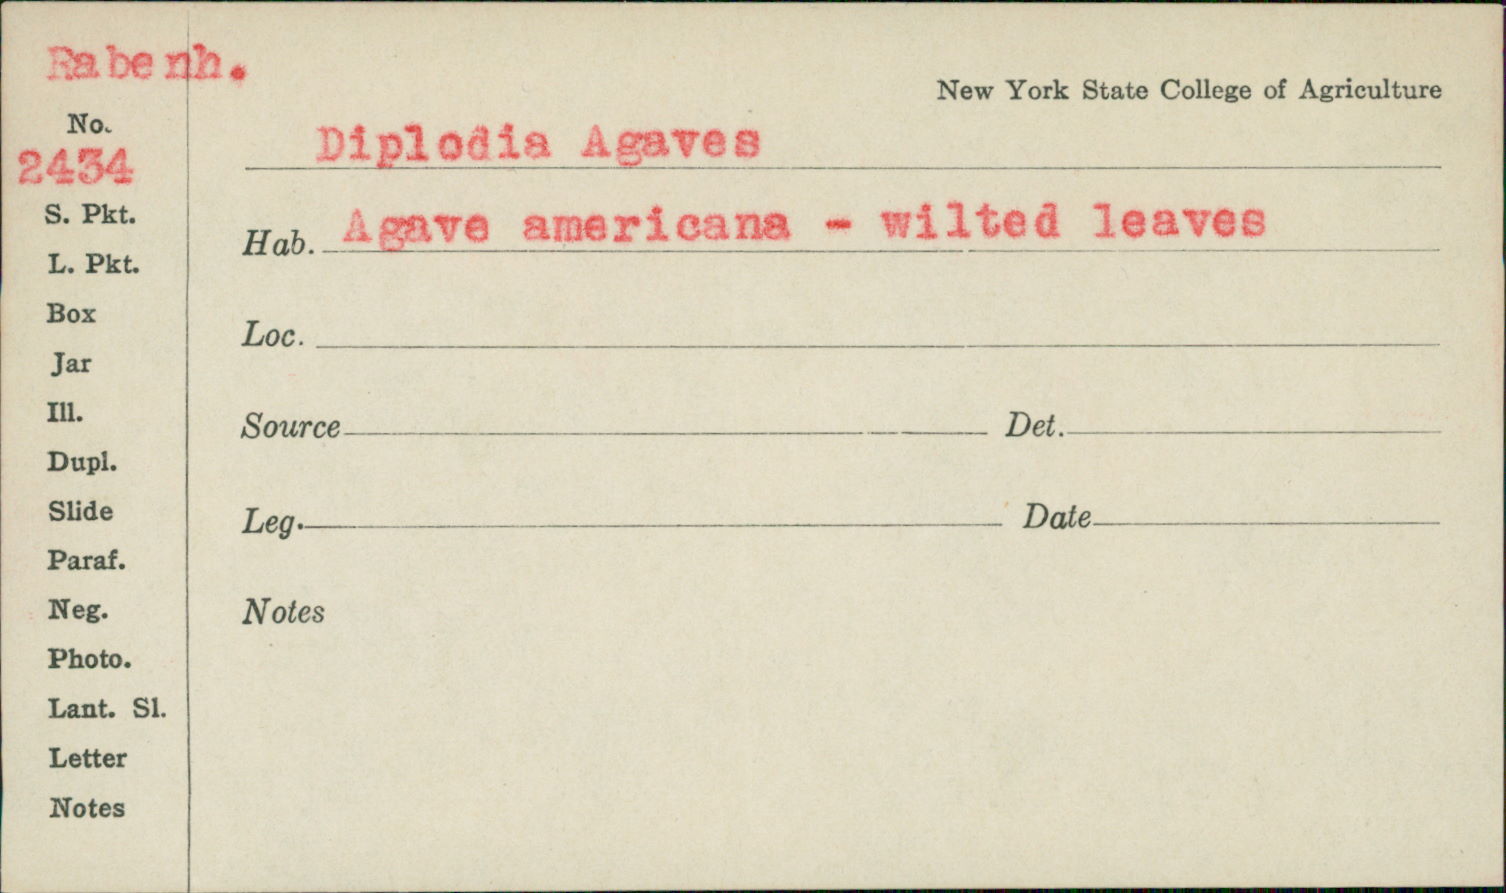 Rabenh.
New York State College of Agriculture
No.
2434
Diplodia Agaves
Hab. Agave americana - wilted leaves
Loc.
Source Det.
Leg. Date
Notes
S. Pkt.
L. Pkt.
Box
Jar
Ill.
Dupl.
Slide
Paraf.
Neg.
Photo.
Lant. Sl.
Letter
Notes